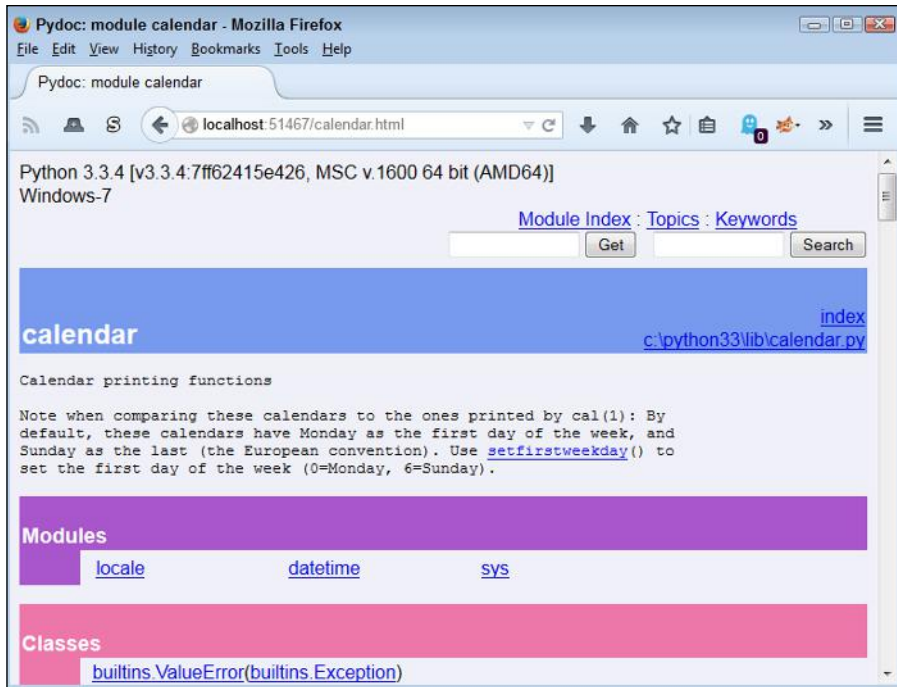 Pydoc: module calendar - Mozilla Firefox
File Edit View History Bookmarks Tools Help
Pydoc: module calendar
S localhost:51467/calendar.html 0 »
Python 3.3.4 [v3.3.4:7ff62415e426, MSC v.1600 64 bit (AMD64)]
Windows-7
Module Index : Topics : Keywords
Get Search
index
calendar c:\python33\lib\calendar.py
Calendar printing functions
Note when comparing these calendars to the ones printed by cal(1): By
default, these calendars have Monday as the first day of the week, and
Sunday as the last (the European convention). Use setfirstweekday() to
set the first day of the week (0=Monday, 6=Sunday).
Modules
locale datetime sys
Classes
builtins.ValueError(builtins.Exception)